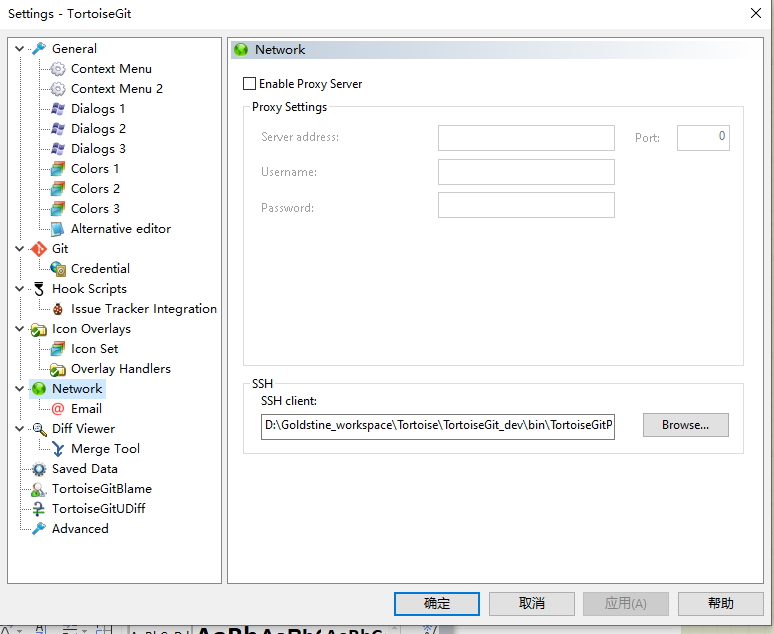 Settings - TortoiseGit
General
Context Menu
Context Menu 2
Dialogs 1
Dialogs 2
Dialogs 3
Colors 1
Colors 2
Colors 3
Alternative editor
Git
Credential
Hook Scripts
Issue Tracker Integration
Icon Overlays
Icon Set
Overlay Handlers
Network
Email
Diff Viewer
Merge Tool
Saved Data
TortoiseGitBlame
TortoiseGitUDiff
Advanced
Network
Enable Proxy Server
Proxy Settings
Server address:
Port:
0
Username:
Password:
SSH
SSH client:
D:\Goldstine_workspace\Tortoise\TortoiseGit_dev\bin\TortoiseGitP
Browse...
确定
取消
应用(A)
帮助